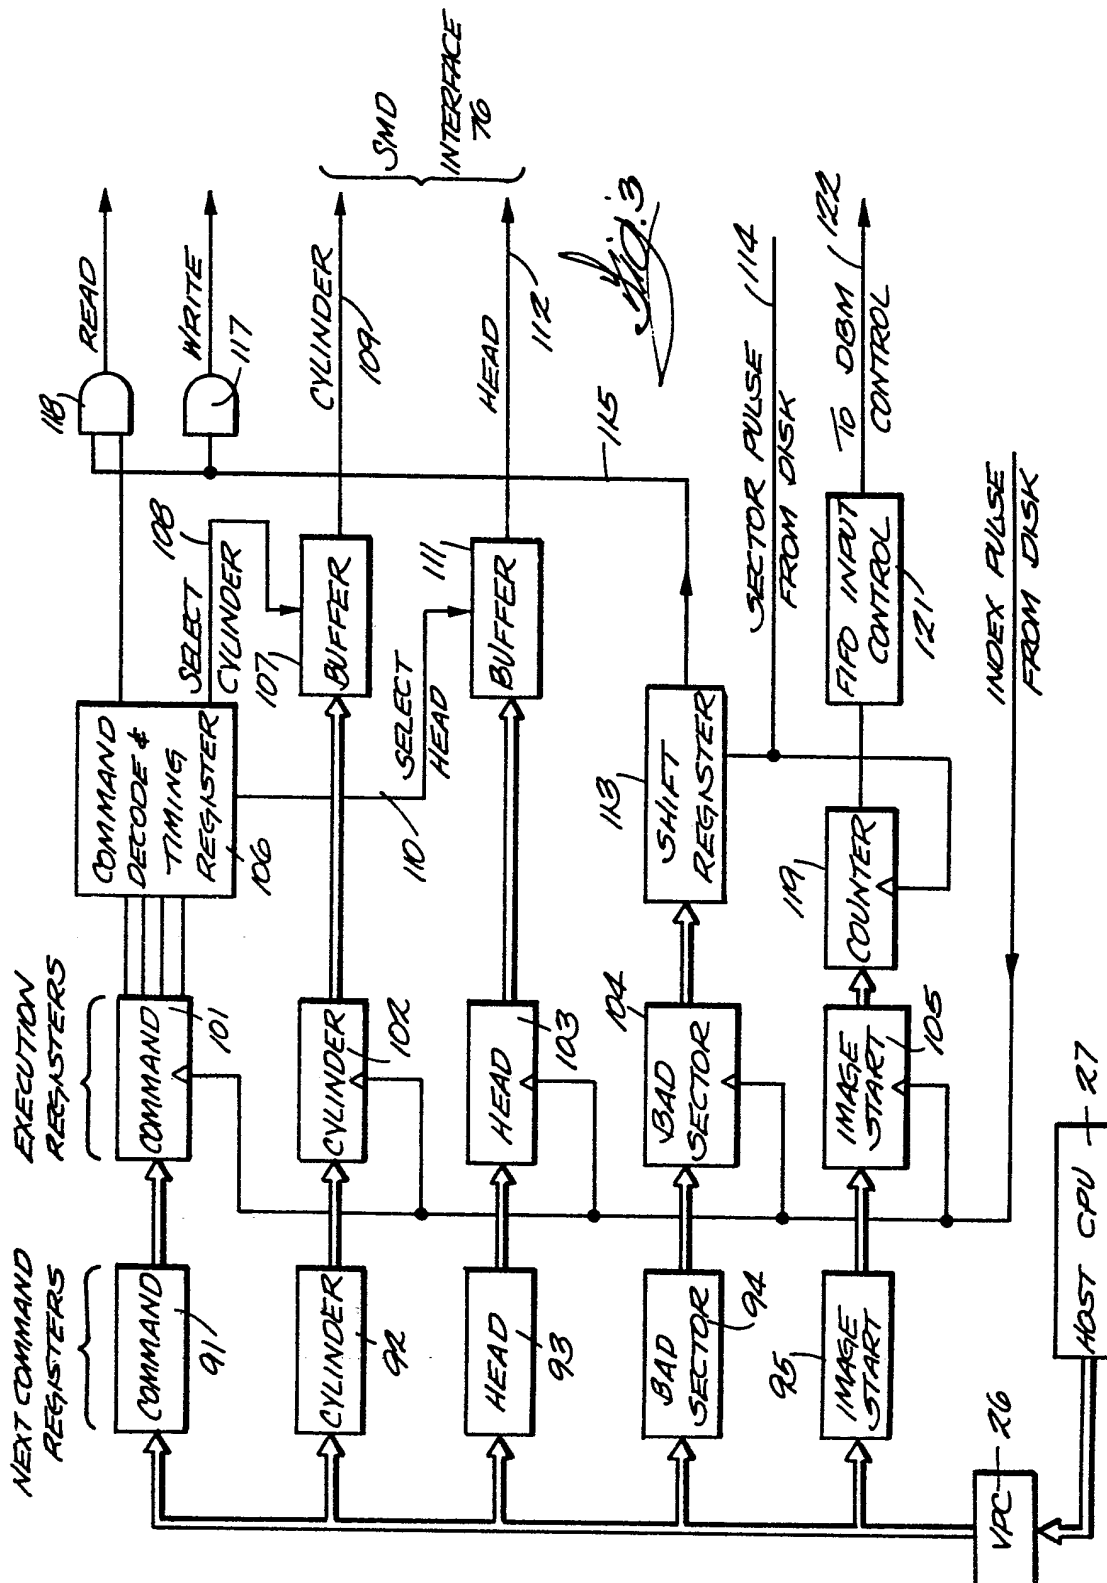 NEXT COMMAND
REGISTERS
EXECUTION
REGISTERS
COMMAND
91
COMMAND
101
COMMAND
DECODE &
TIMING
REGISTER
106
118
READ
WRITE
117
SELECT
CYLINDER
108
CYLINDER
92
CYLINDER
102
107
BUFFER
CYLINDER
109
SMD
INTERFACE
76
110
SELECT
HEAD
HEAD
93
HEAD
103
BUFFER
111
HEAD
112
Fig. 3
115
BAD
SECTOR
94
BAD
SECTOR
104
113
SHIFT
REGISTER
SECTOR PULSE
FROM DISK
114
95
IMAGE
START
IMAGE
START
105
119
COUNTER
FIFO INPUT
CONTROL
121
TO DBM
CONTROL
122
INDEX PULSE
FROM DISK
VPC
26
HOST CPU
27